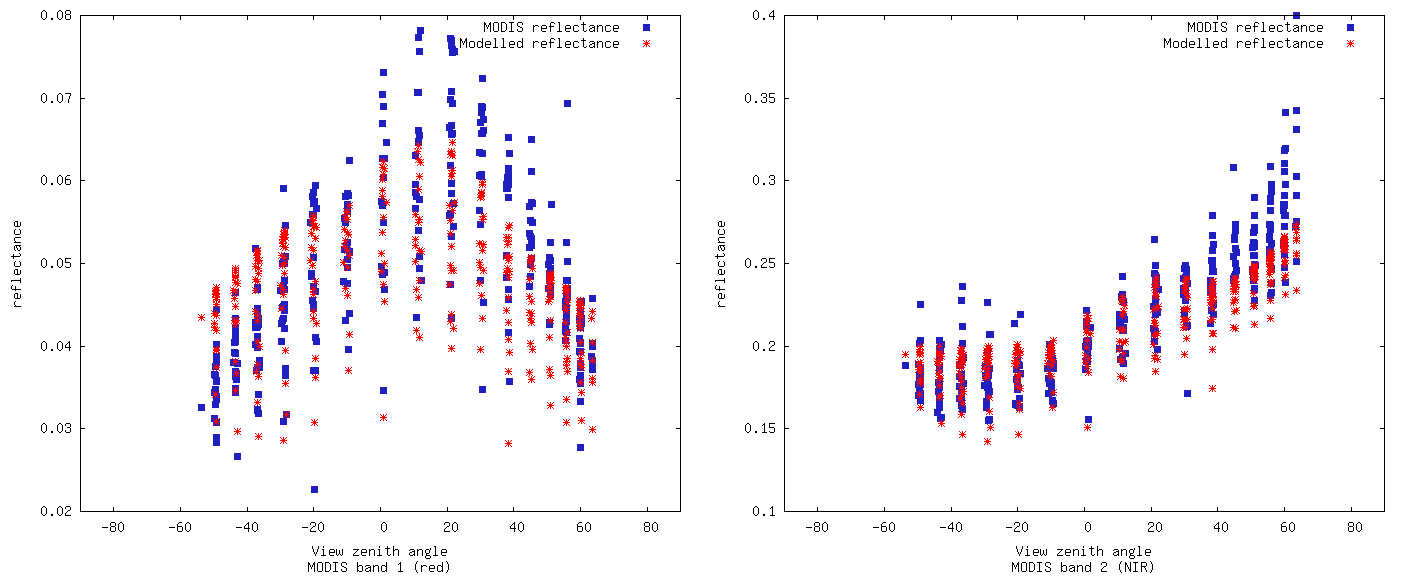 0.08
0.07
0.06
0.05
0.04
0.03
0.02
reflectance
MODIS reflectance
Modelled reflectance
-80 -60 -40 -20 0 20 40 60 80
View zenith angle
MODIS band 1 (red)
0.4
0.35
0.3
0.25
0.2
0.15
0.1
reflectance
MODIS reflectance
Modelled reflectance
-80 -60 -40 -20 0 20 40 60 80
View zenith angle
MODIS band 2 (NIR)